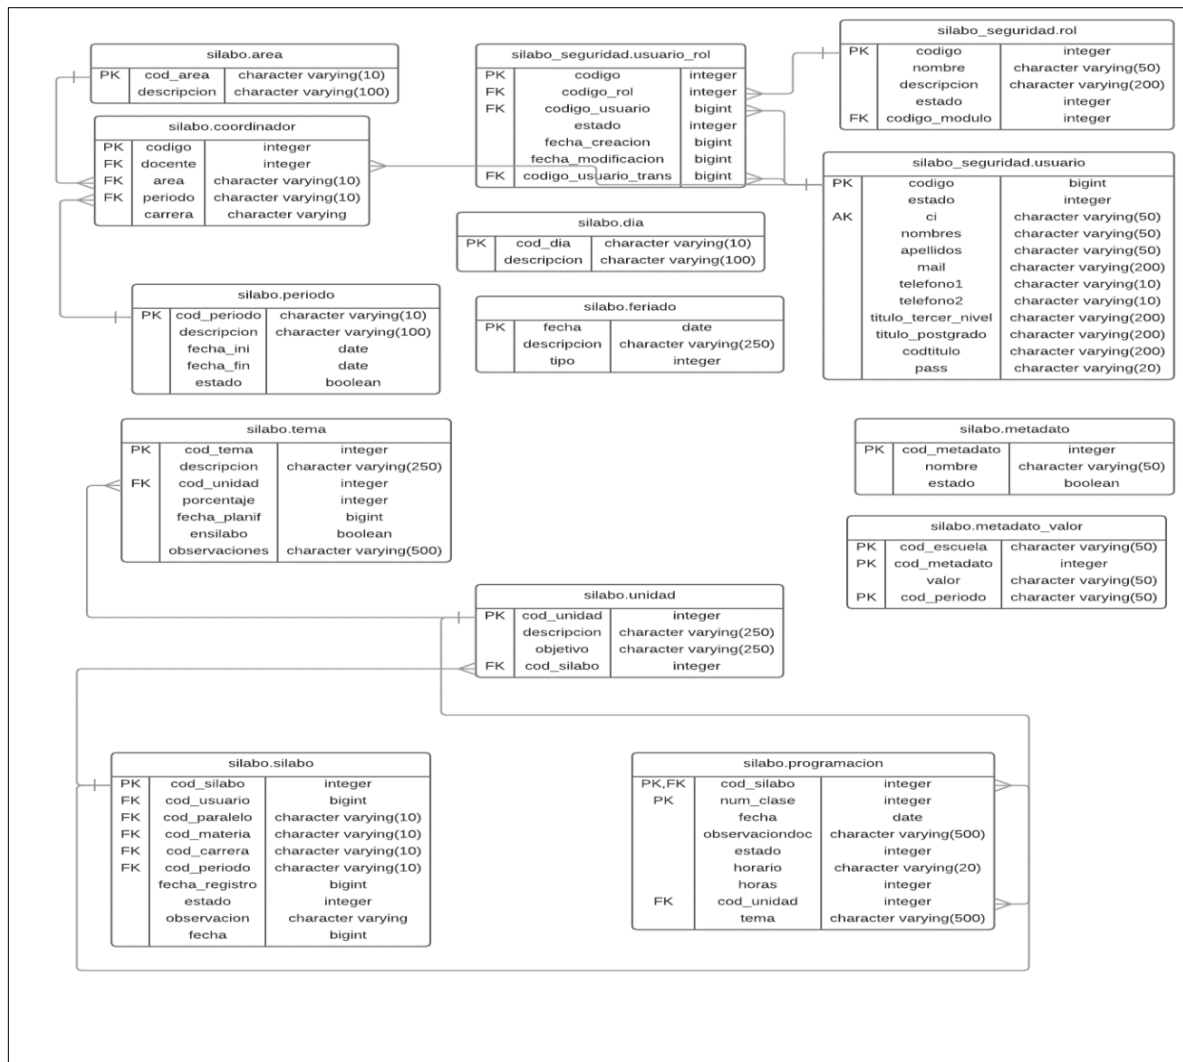 silabo.area
PK cod_area character varying(10)
descripcion character varying(100)
silabo.coordinador
PK codigo integer
FK docente integer
FK area character varying(10)
FK periodo character varying(10)
carrera character varying
silabo.periodo
PK cod_periodo character varying(10)
descripcion character varying(100)
fecha_ini date
fecha_fin date
estado boolean
silabo_seguridad.usuario_rol
PK codigo integer
FK codigo_rol integer
FK codigo_usuario bigint
estado integer
fecha_creacion bigint
fecha_modificacion bigint
FK codigo_usuario_trans bigint
silabo.dia
PK cod_dia character varying(10)
descripcion character varying(100)
silabo.feriado
PK fecha date
descripcion character varying(250)
tipo integer
silabo_seguridad.rol
PK codigo integer
nombre character varying(50)
descripcion character varying(200)
estado integer
FK codigo_modulo integer
silabo_seguridad.usuario
PK codigo bigint
estado integer
AK ci character varying(50)
nombres character varying(50)
apellidos character varying(50)
mail character varying(200)
telefono1 character varying(10)
telefono2 character varying(10)
titulo_tercer_nivel character varying(200)
titulo_postgrado character varying(200)
codtitulo character varying(200)
pass character varying(20)
silabo.tema
PK cod_tema integer
descripcion character varying(250)
FK cod_unidad integer
porcentaje integer
fecha_planif bigint
ensilabo boolean
observaciones character varying(500)
silabo.metadato
PK cod_metadato integer
nombre character varying(50)
estado boolean
silabo.metadato_valor
PK cod_escuela character varying(50)
PK cod_metadato integer
valor character varying(50)
PK cod_periodo character varying(50)
silabo.unidad
PK cod_unidad integer
descripcion character varying(250)
objetivo character varying(250)
FK cod_silabo integer
silabo.silabo
PK cod_silabo integer
FK cod_usuario bigint
FK cod_paralelo character varying(10)
FK cod_materia character varying(10)
FK cod_carrera character varying(10)
FK cod_periodo character varying(10)
fecha_registro bigint
estado integer
observacion character varying
fecha bigint
silabo.programacion
PK,FK cod_silabo integer
PK num_clase integer
fecha date
observaciondoc character varying(500)
estado integer
horario character varying(20)
horas integer
FK cod_unidad integer
tema character varying(500)